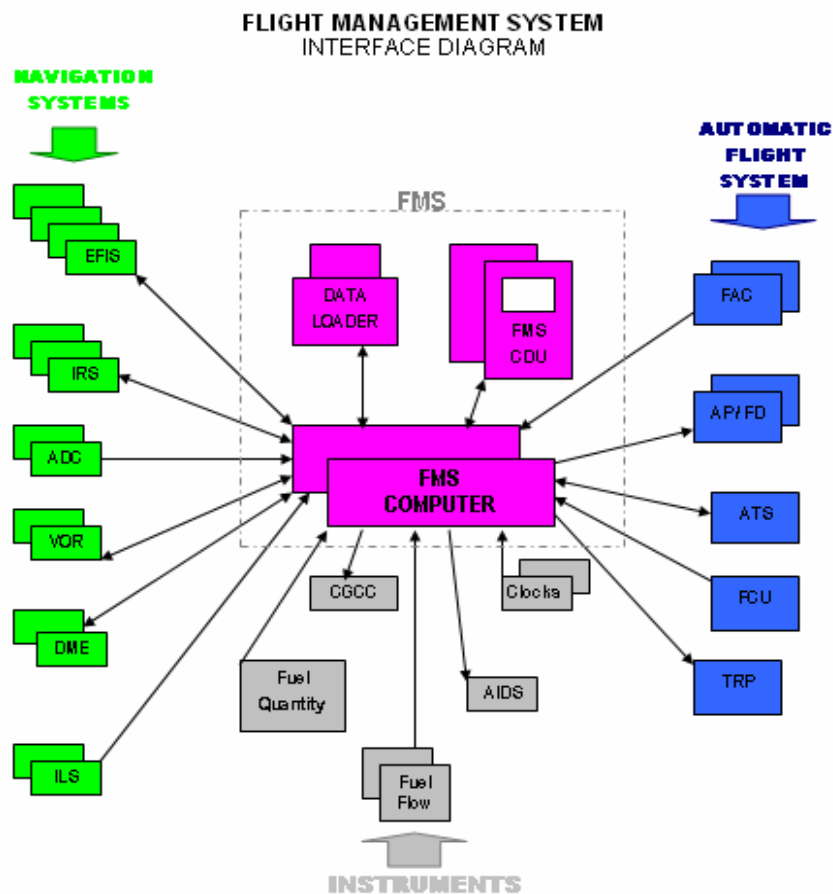 FLIGHT MANAGEMENT SYSTEM
INTERFACE DIAGRAM
NAVIGATION
SYSTEMS
AUTOMATIC
FLIGHT
SYSTEM
FMS
EFIS
DATA
LOADER
FMS
CDU
FAC
IRS
AP/FD
ADC
FMS
COMPUTER
ATS
VOR
CGCC
Clocka
FCU
DME
Fuel
Quantity
AIDS
TRP
ILS
Fuel
Flow
INSTRUMENTS